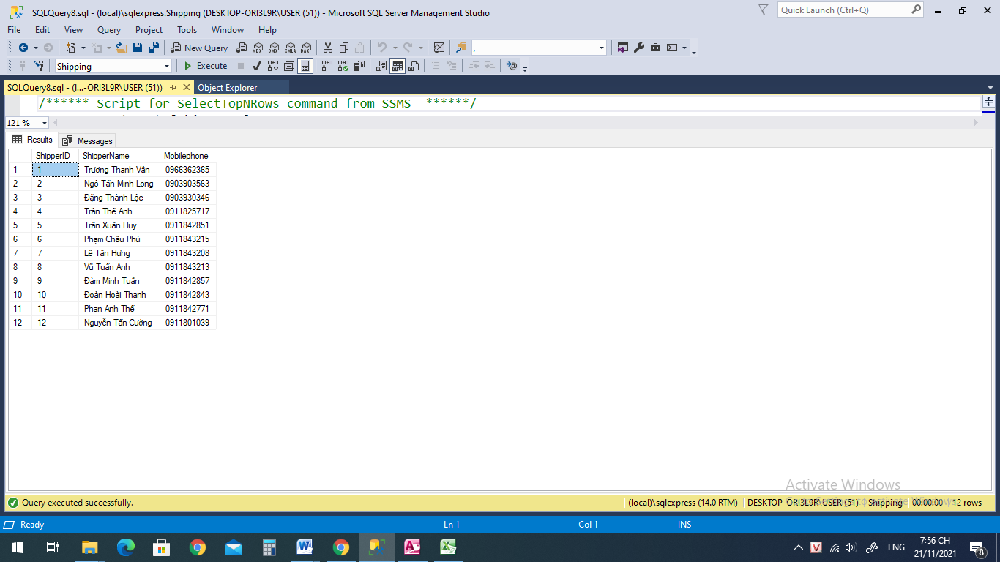 SQLQuery8.sql - (local)\sqlexpress.Shipping (DESKTOP-ORI3L9R\USER (51)) - Microsoft SQL Server Management Studio
Quick Launch (Ctrl+Q)
File Edit View Query Project Tools Window Help
New Query MDX DMX XMLA DAX ,
Shipping Execute
SQLQuery8.sql - (l...-ORI3L9R\USER (51)) Object Explorer
/****** Script for SelectTopNRows command from SSMS ******/
121 %
Results Messages
ShipperID ShipperName Mobilephone
1 1 Trương Thanh Vân 0966362365
2 2 Ngô Tấn Minh Long 0903903563
3 3 Đặng Thành Lộc 0903930346
4 4 Trần Thế Anh 0911825717
5 5 Trần Xuân Huy 0911842851
6 6 Phạm Châu Phú 0911843215
7 7 Lê Tấn Hưng 0911843208
8 8 Vũ Tuấn Anh 0911843213
9 9 Đàm Minh Tuấn 0911842857
10 10 Đoàn Hoài Thanh 0911842843
11 11 Phan Anh Thế 0911842771
12 12 Nguyễn Tấn Cường 0911801039
Activate Windows
Query executed successfully. (local)\sqlexpress (14.0 RTM) DESKTOP-ORI3L9R\USER (51) Shipping 00:00:00 12 rows
Ready Ln 1 Col 1 INS
ENG 7:56 CH
21/11/2021 8